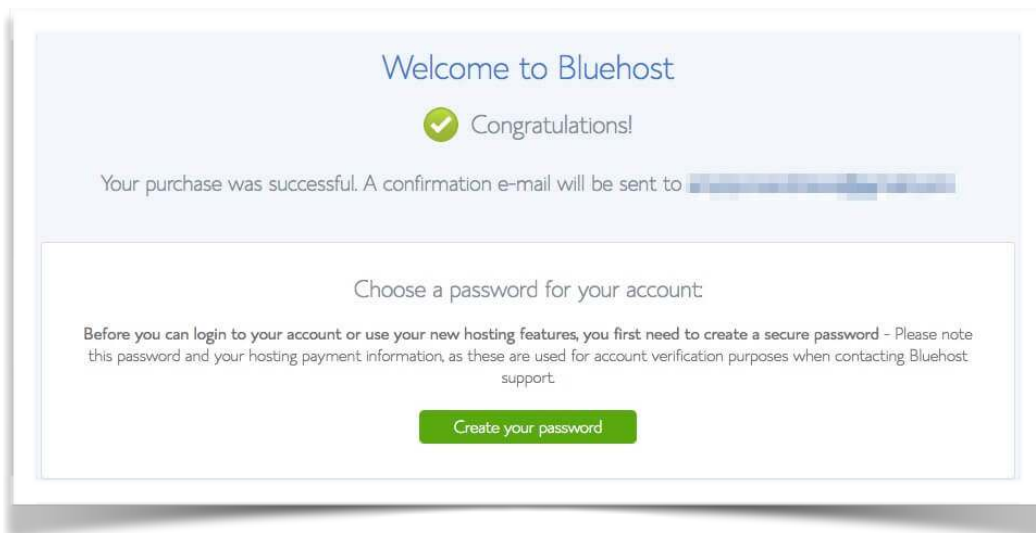 Welcome to Bluehost
Congratulations!
Your purchase was successful. A confirmation e-mail will be sent to
Choose a password for your account:
Before you can login to your account or use your new hosting features, you first need to create a secure password - Please note
this password and your hosting payment information, as these are used for account verification purposes when contacting Bluehost
support.
Create your password